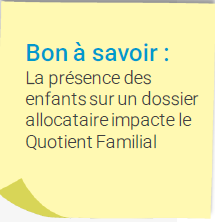 Bon à savoir :
La présence des
enfants sur un dossier
allocataire impacte le
Quotient Familial